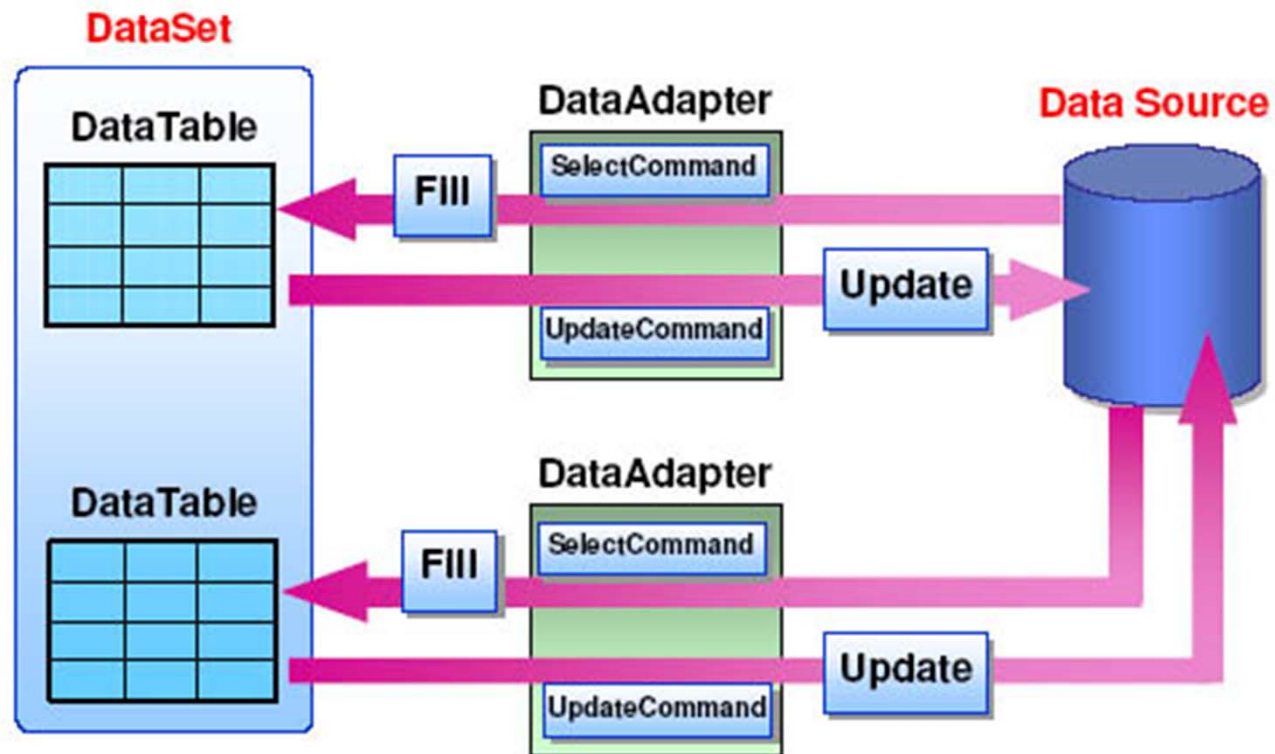 DataSet
DataTable
DataAdapter
Data Source
SelectCommand
Fill
Update
UpdateCommand
DataTable
DataAdapter
SelectCommand
Fill
Update
UpdateCommand